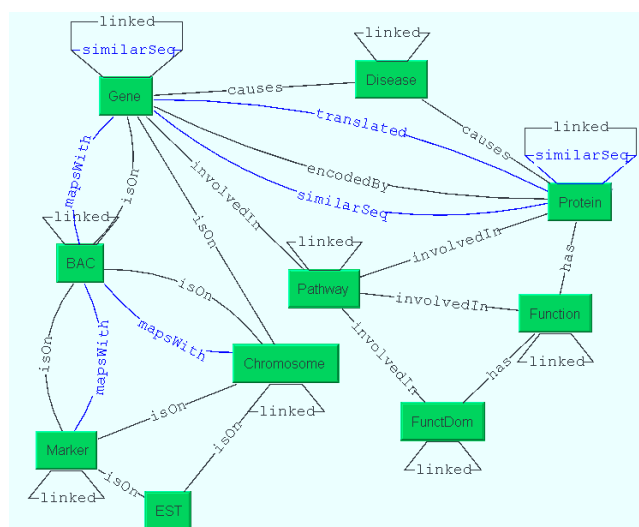 linked
similarSeq
linked
Gene
causes
Disease
translated
causes
linked
similarSeq
mapsWith
isOn
involvedIn
encodedBy
similarSeq
Protein
isOn
linked
BAC
linked
involvedIn
has
isOn
Pathway
involvedIn
Function
mapsWith
isOn
mapsWith
involvedIn
linked
Chromosome
has
isOn
linked
FunctDom
Marker
isOn
linked
linked
isOn
EST